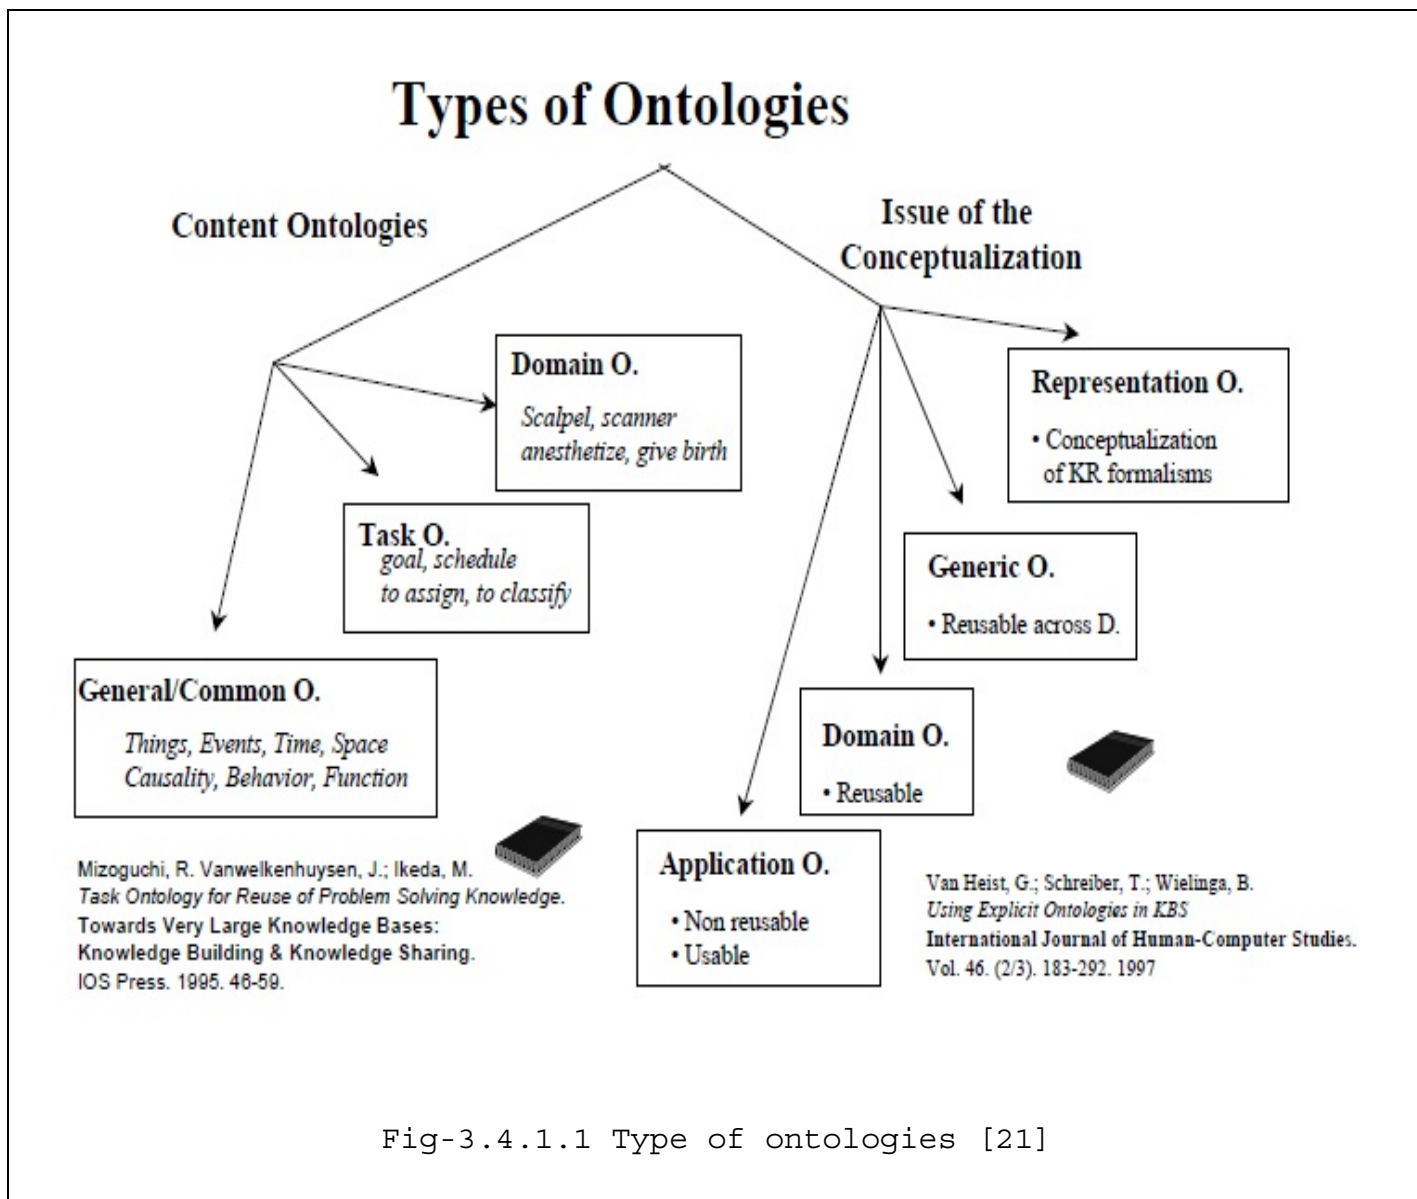 Types of Ontologies
Content Ontologies
Issue of the
Conceptualization
Domain O.
Scalpel, scanner
anesthetize, give birth
Task O.
goal, schedule
to assign, to classify
General/Common O.
Things, Events, Time, Space
Causality, Behavior, Function
Representation O.
• Conceptualization
of KR formalisms
Generic O.
• Reusable across D.
Domain O.
• Reusable
Application O.
• Non reusable
• Usable
Mizoguchi, R. Vanwelkenhuysen, J.; Ikeda, M.
Task Ontology for Reuse of Problem Solving Knowledge.
Towards Very Large Knowledge Bases:
Knowledge Building & Knowledge Sharing.
IOS Press. 1995. 46-59.
Van Heist, G.; Schreiber, T.; Wielinga, B.
Using Explicit Ontologies in KBS
International Journal of Human-Computer Studies.
Vol. 46. (2/3). 183-292. 1997
Fig-3.4.1.1 Type of ontologies [21]